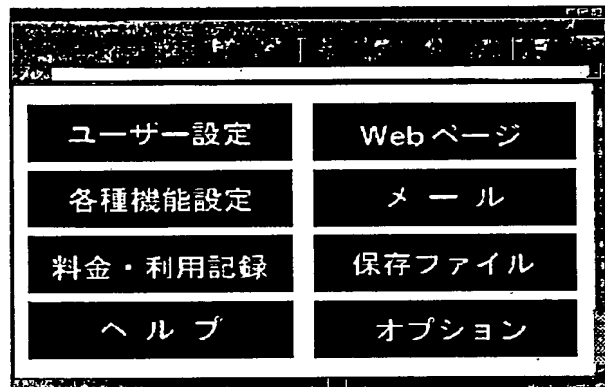 ユーザー設定
Webページ
各種機能設定
メール
料金・利用記録
保存ファイル
ヘルプ
オプション